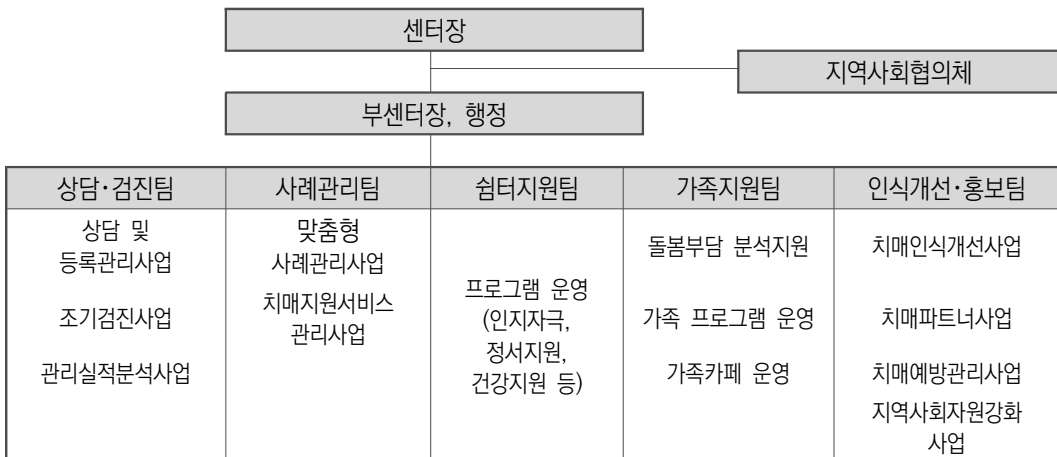 센터장
지역사회협의체
부센터장, 행정
상담·검진팀
상담 및
등록관리사업
조기검진사업
관리실적분석사업
사례관리팀
맞춤형
사례관리사업
치매지원서비스
관리사업
쉼터지원팀
프로그램 운영
(인지자극,
정서지원,
건강지원 등)
가족지원팀
돌봄부담 분석지원
가족 프로그램 운영
가족카페 운영
인식개선·홍보팀
치매인식개선사업
치매파트너사업
치매예방관리사업
지역사회자원강화
사업